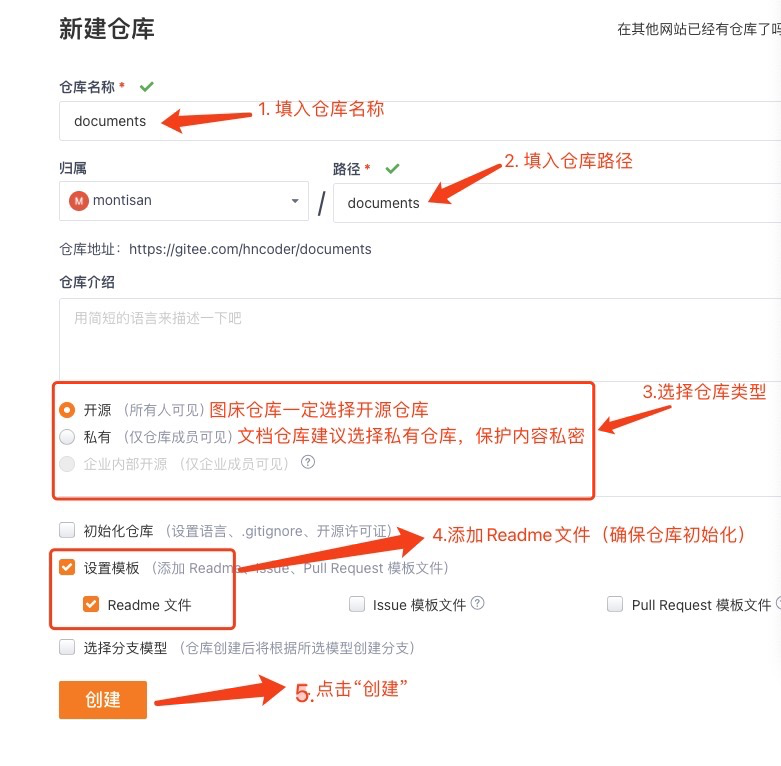 新建仓库
在其他网站已经有仓库了吗
仓库名称 *
documents
1. 填入仓库名称
归属
路径 *
2. 填入仓库路径
M montisan
/
documents
仓库地址：https://gitee.com/hncoder/documents
仓库介绍
用简短的语言来描述一下吧
3.选择仓库类型
开源 （所有人可见） 图床仓库一定选择开源仓库
私有 （仅仓库成员可见） 文档仓库建议选择私有仓库，保护内容私密
企业内部开源 （仅企业成员可见） ?
初始化仓库 （设置语言、.gitignore、开源许可证）
4.添加Readme文件（确保仓库初始化）
设置模板 （添加 Readme、Issue、Pull Request 模板文件）
Readme 文件 Issue 模板文件 ? Pull Request 模板文件 ?
选择分支模型 （仓库创建后将根据所选模型创建分支）
创建
5. 点击“创建”